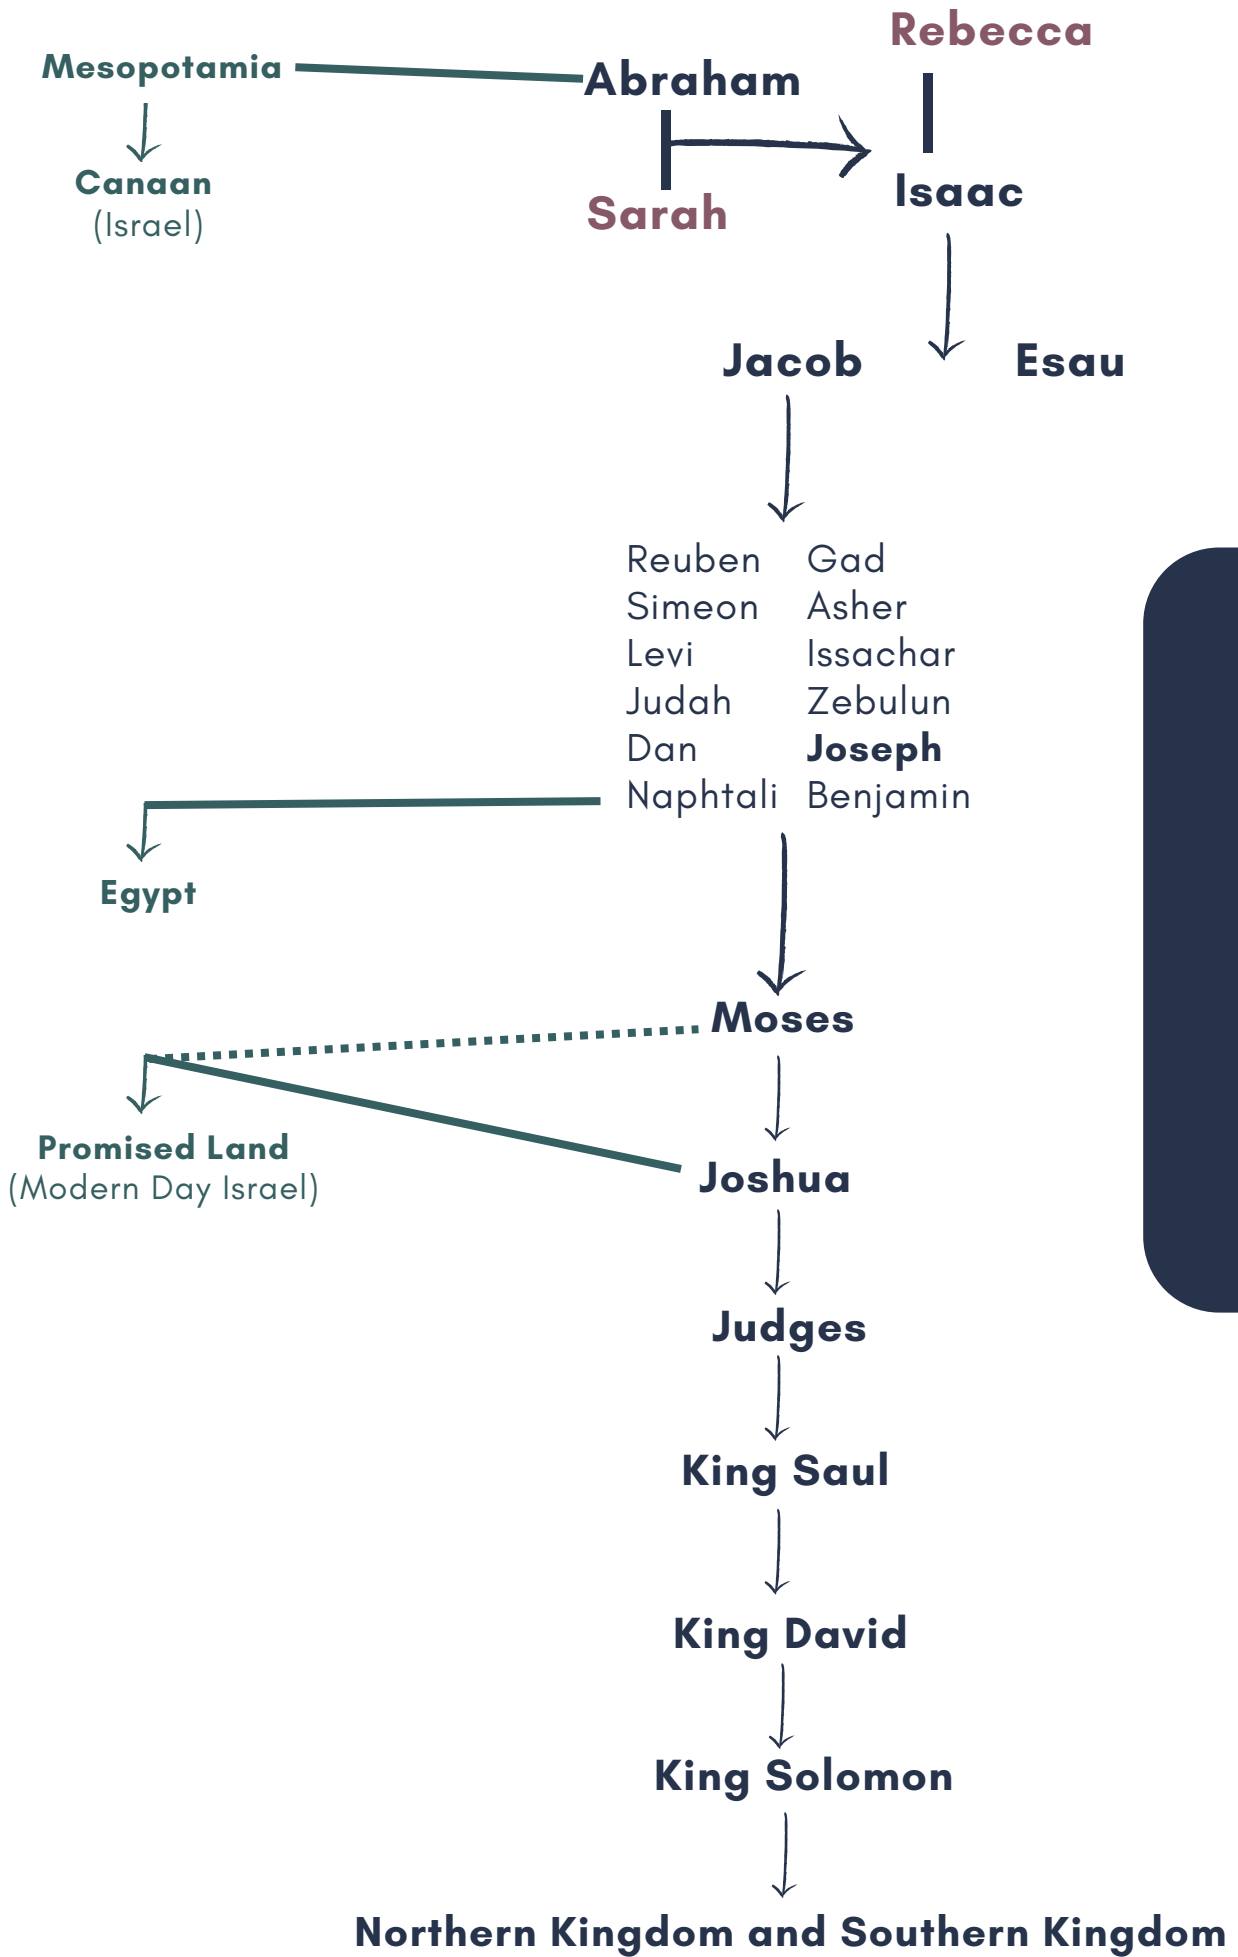 Rebecca
Mesopotamia
Abraham
Canaan
(Israel)
Isaac
Sarah
Jacob
Esau
Reuben Gad
Simeon Asher
Levi Issachar
Judah Zebulun
Dan Joseph
Naphtali Benjamin
Egypt
Moses
Promised Land
(Modern Day Israel)
Joshua
Judges
King Saul
King David
King Solomon
Northern Kingdom and Southern Kingdom